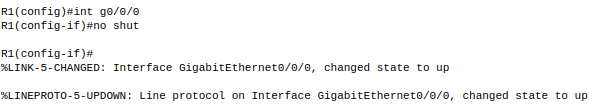 R1(config)#int g0/0/0
R1(config-if)#no shut
R1(config-if)#
%LINK-5-CHANGED: Interface GigabitEthernet0/0/0, changed state to up
%LINEPROTO-5-UPDOWN: Line protocol on Interface GigabitEthernet0/0/0, changed state to up